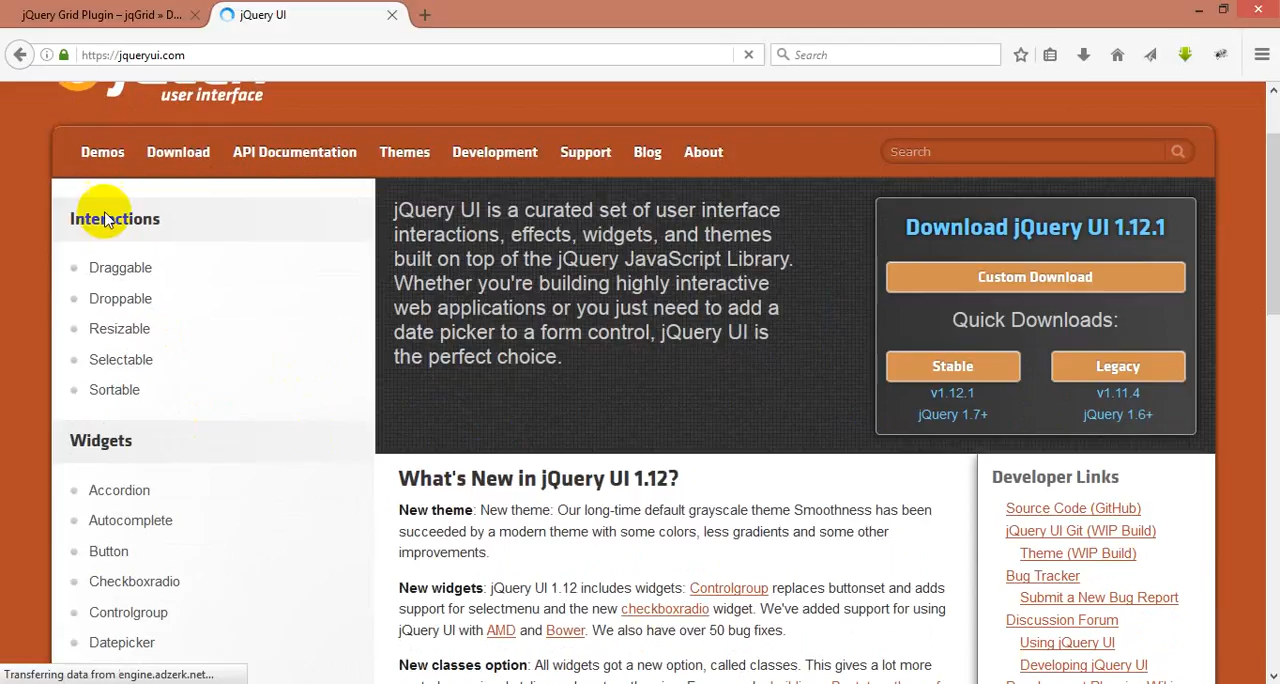 jQuery Grid Plugin – jqGrid » D...
jQuery UI
https://jqueryui.com
Search
user interface
Demos
Download
API Documentation
Themes
Development
Support
Blog
About
Search
Interactions
Draggable
Droppable
Resizable
Selectable
Sortable
Widgets
Accordion
Autocomplete
Button
Checkboxradio
Controlgroup
Datepicker
jQuery UI is a curated set of user interface
interactions, effects, widgets, and themes
built on top of the jQuery JavaScript Library.
Whether you're building highly interactive
web applications or you just need to add a
date picker to a form control, jQuery UI is
the perfect choice.
Download jQuery UI 1.12.1
Custom Download
Quick Downloads:
Stable
Legacy
v1.12.1
v1.11.4
jQuery 1.7+
jQuery 1.6+
What's New in jQuery UI 1.12?
New theme: New theme: Our long-time default grayscale theme Smoothness has been
succeeded by a modern theme with some colors, less gradients and some other
improvements.
New widgets: jQuery UI 1.12 includes widgets: Controlgroup replaces buttonset and adds
support for selectmenu and the new checkboxradio widget. We've added support for using
jQuery UI with AMD and Bower. We also have over 50 bug fixes.
New classes option: All widgets got a new option, called classes. This gives a lot more
Developer Links
Source Code (GitHub)
jQuery UI Git (WIP Build)
Theme (WIP Build)
Bug Tracker
Submit a New Bug Report
Discussion Forum
Using jQuery UI
Developing jQuery UI
Transferring data from engine.adzerk.net...